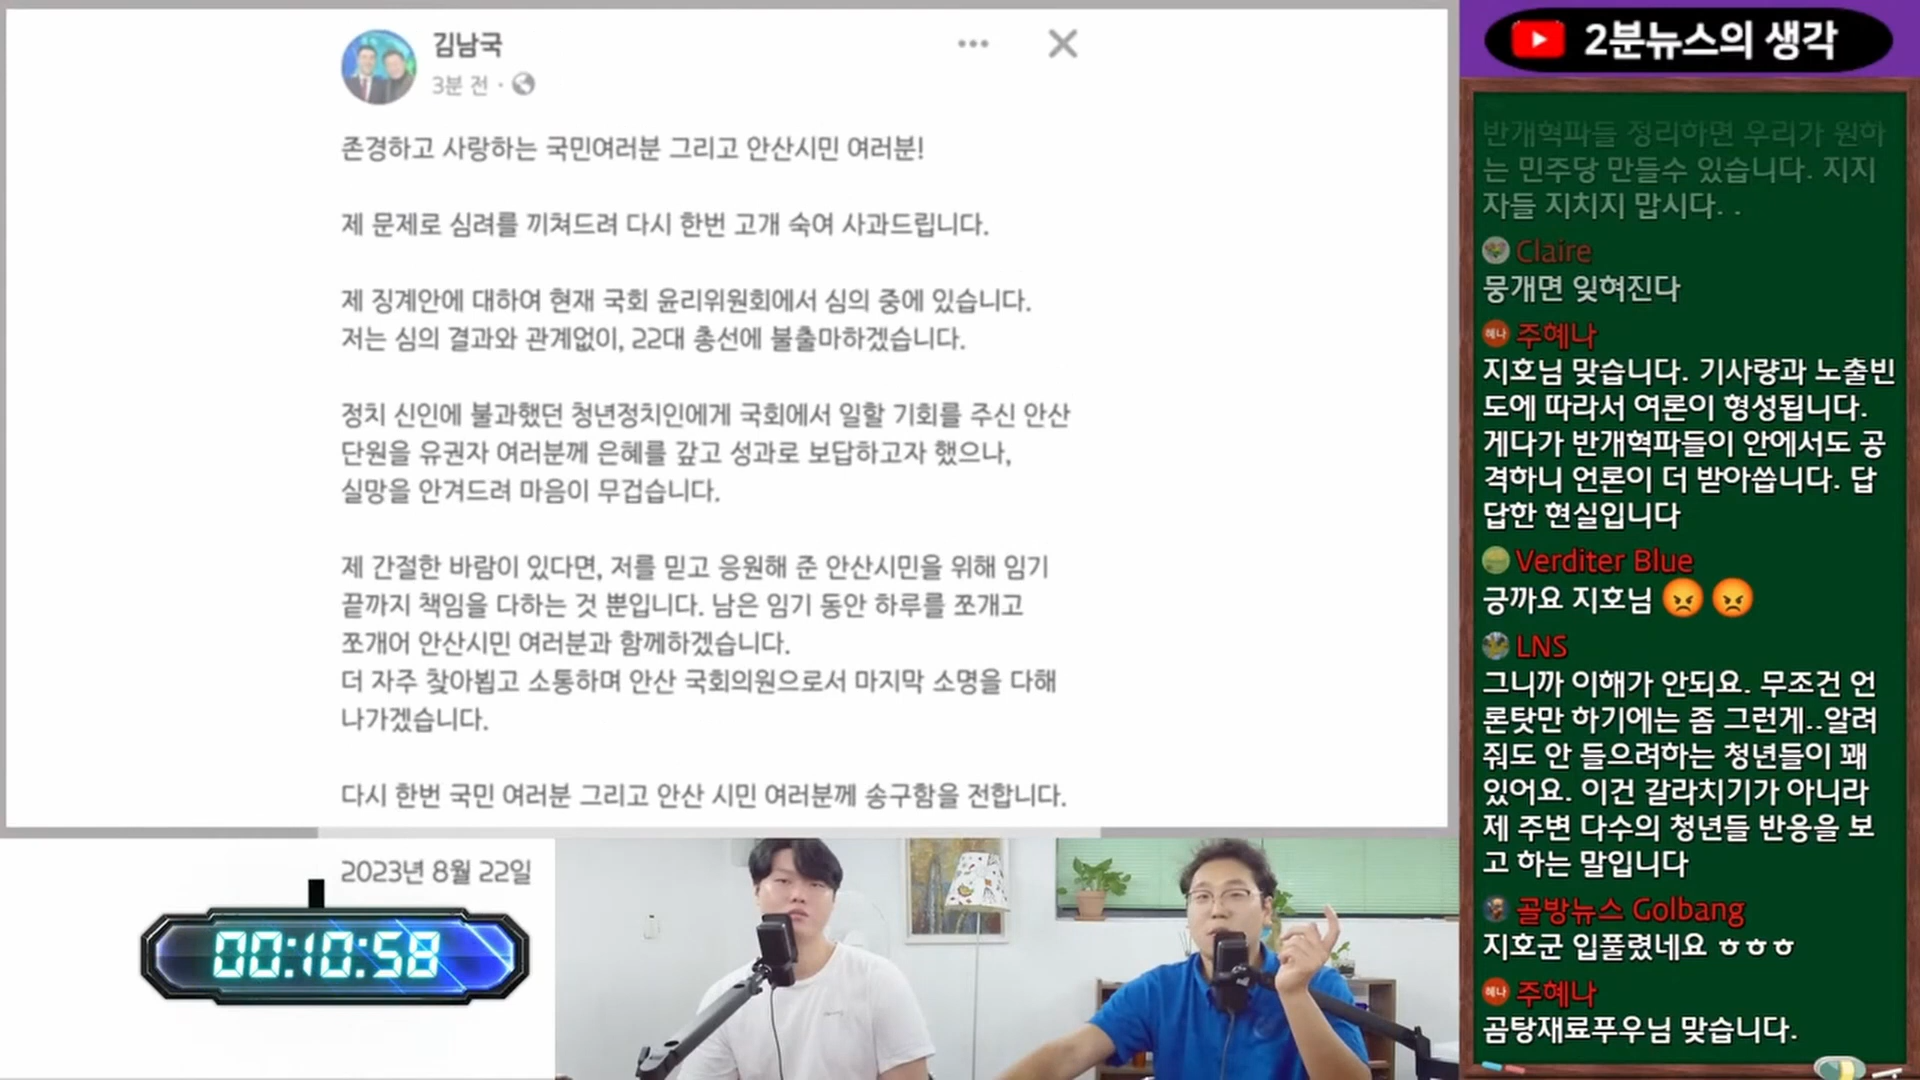 김남국
3분 전 ·
존경하고 사랑하는 국민여러분 그리고 안산시민 여러분!
제 문제로 심려를 끼쳐드려 다시 한번 고개 숙여 사과드립니다.
제 징계안에 대하여 현재 국회 윤리위원회에서 심의 중에 있습니다.
저는 심의 결과와 관계없이, 22대 총선에 불출마하겠습니다.
정치 신인에 불과했던 청년정치인에게 국회에서 일할 기회를 주신 안산
단원을 유권자 여러분께 은혜를 갚고 성과로 보답하고자 했으나,
실망을 안겨드려 마음이 무겁습니다.
제 간절한 바람이 있다면, 저를 믿고 응원해 준 안산시민을 위해 임기
끝까지 책임을 다하는 것 뿐입니다. 남은 임기 동안 하루를 쪼개고
쪼개어 안산시민 여러분과 함께하겠습니다.
더 자주 찾아뵙고 소통하며 안산 국회의원으로서 마지막 소명을 다해
나가겠습니다.
다시 한번 국민 여러분 그리고 안산 시민 여러분께 송구함을 전합니다.
2023년 8월 22일
00:10:58
2분뉴스의 생각
반개혁파들 정리하면 우리가 원하
는 민주당 만들수 있습니다. 지지
자들 지치지 맙시다. .
Claire
뭉개면 잊혀진다
혜나 주혜나
지호님 맞습니다. 기사량과 노출빈
도에 따라서 여론이 형성됩니다.
게다가 반개혁파들이 안에서도 공
격하니 언론이 더 받아씁니다. 답
답한 현실입니다
Verditer Blue
긍까요 지호님 😡😡
LNS
그니까 이해가 안되요. 무조건 언
론탓만 하기에는 좀 그런게..알려
줘도 안 들으려하는 청년들이 꽤
있어요. 이건 갈라치기가 아니라
제 주변 다수의 청년들 반응을 보
고 하는 말입니다
골방뉴스 Golbang
지호군 입풀렸네요 ㅎㅎㅎ
혜나 주혜나
곰탕재료푸우님 맞습니다.